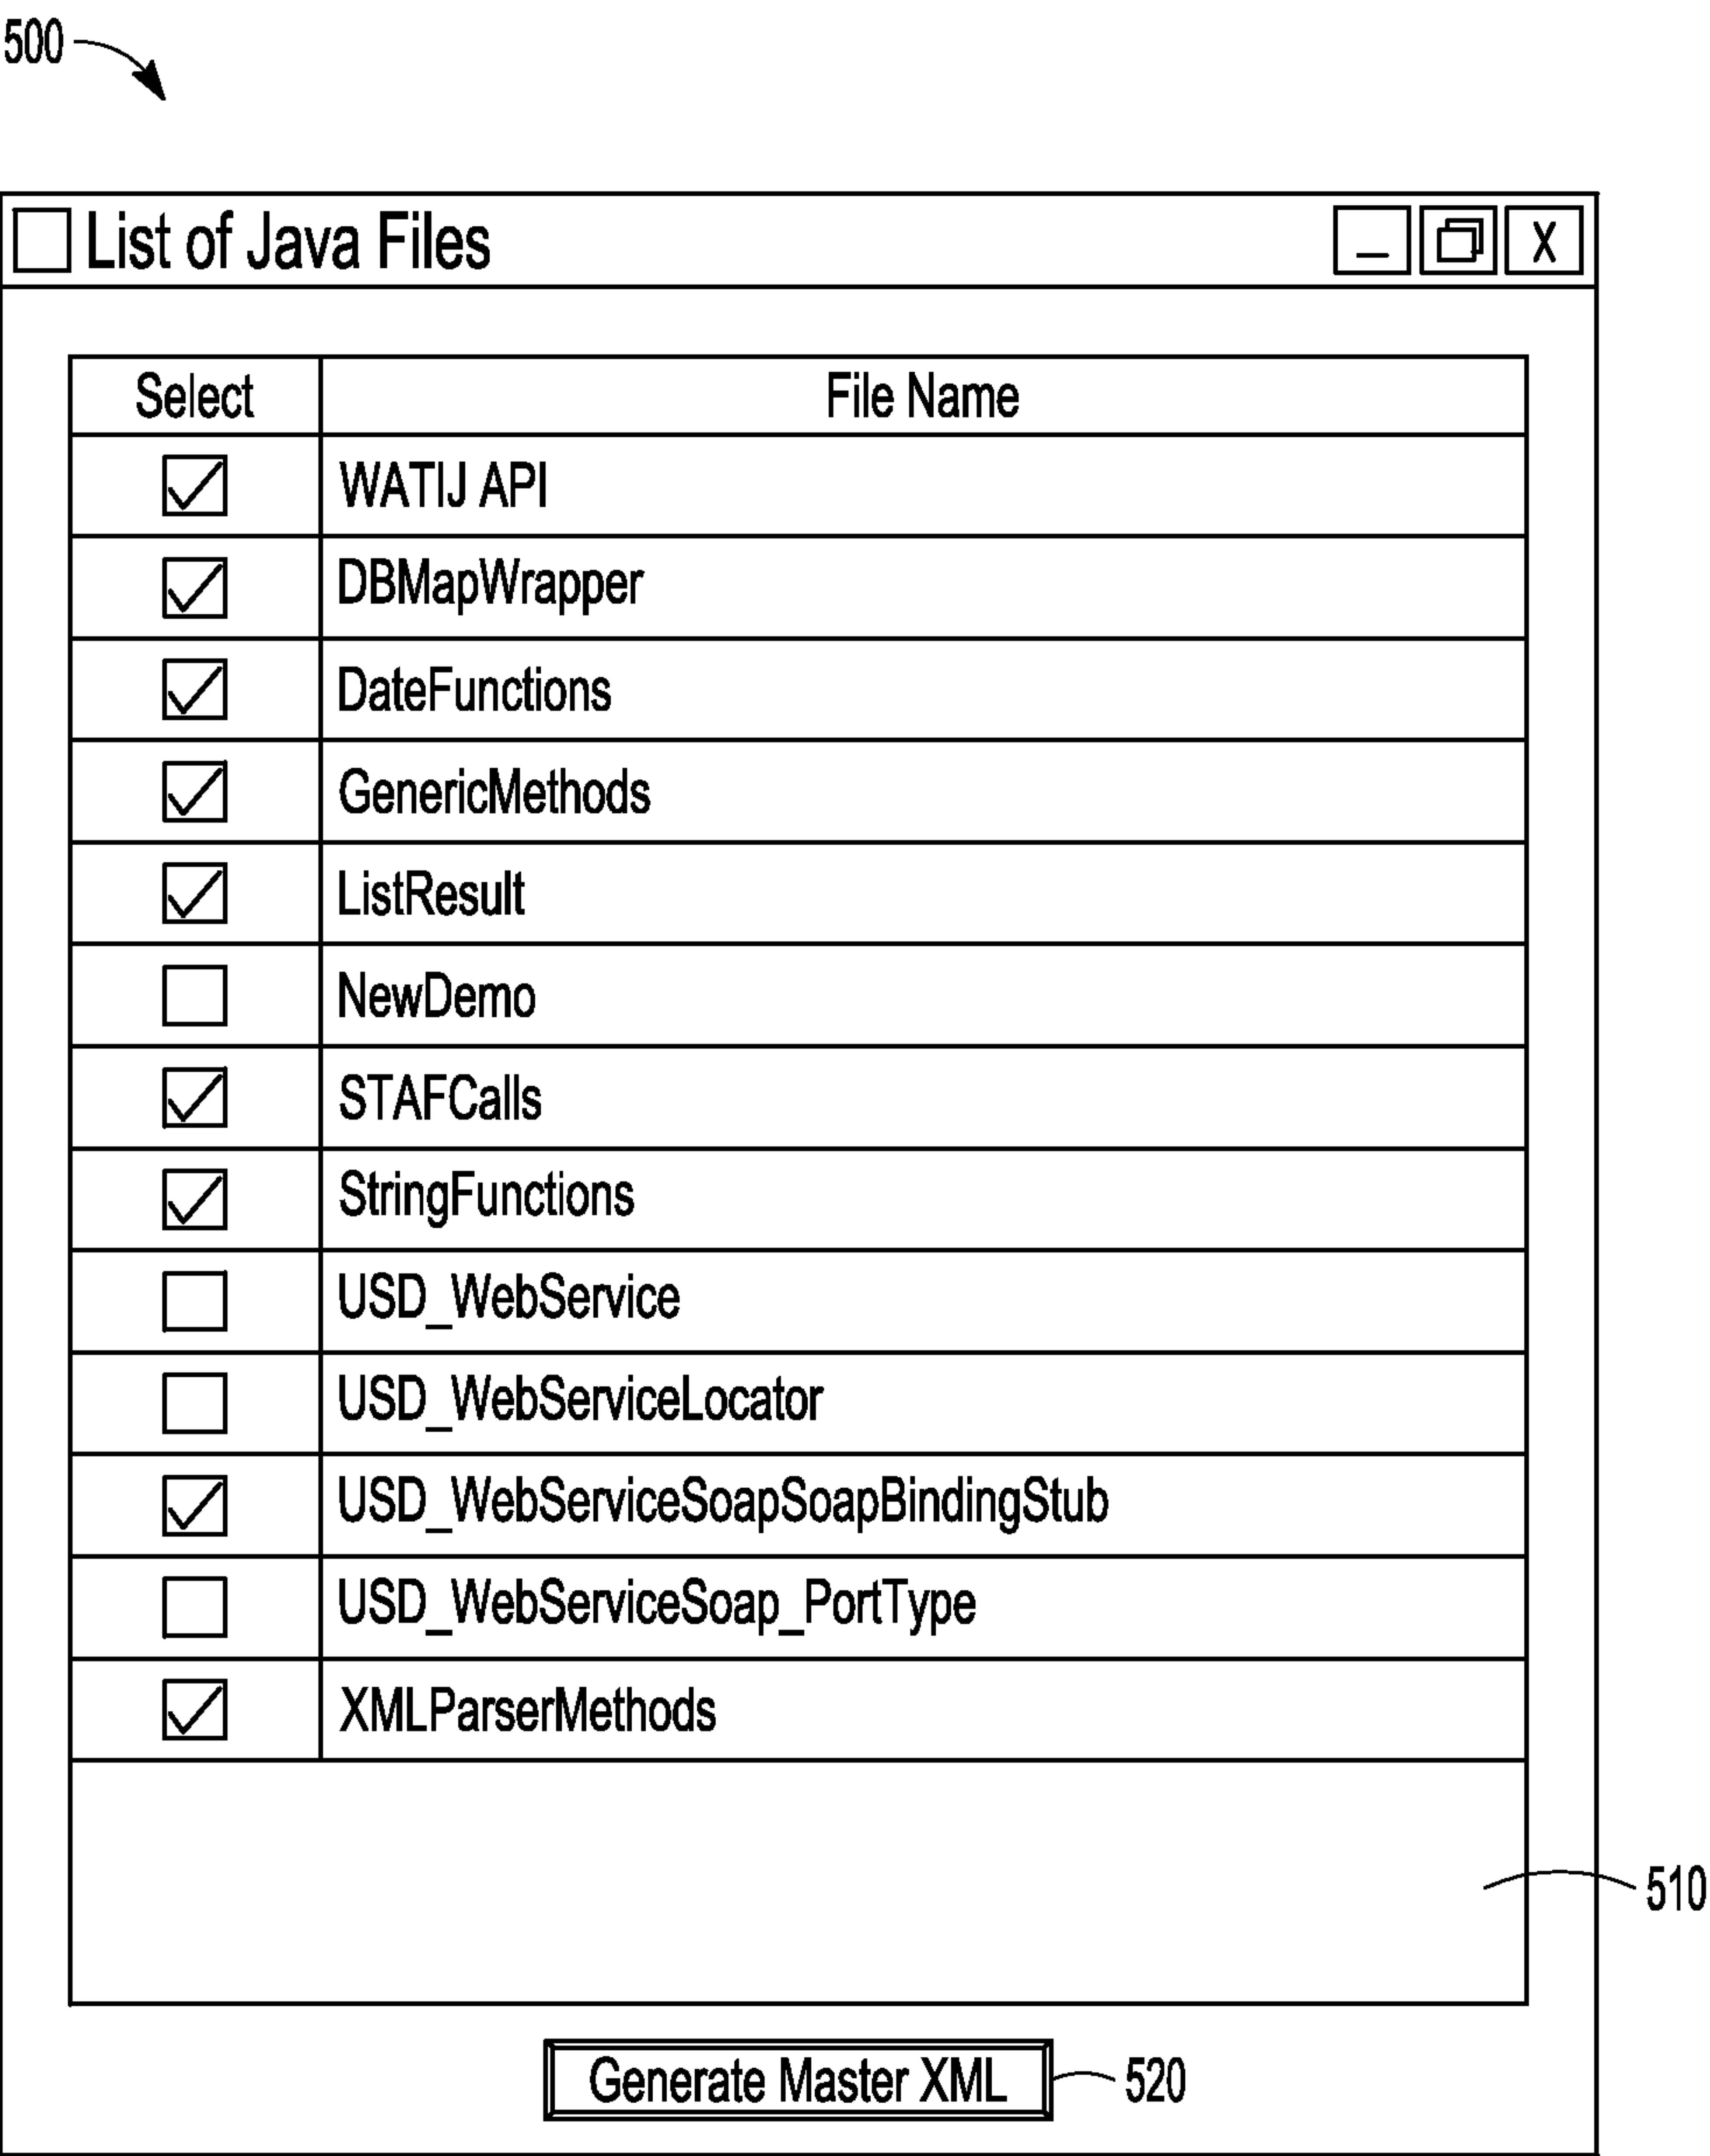 500
List of Java Files
X
Select File Name
WATIJ API
DBMapWrapper
DateFunctions
GenericMethods
ListResult
NewDemo
STAFCalls
StringFunctions
USD_WebService
USD_WebServiceLocator
USD_WebServiceSoapSoapBindingStub
USD_WebServiceSoap_PortType
XMLParserMethods
510
Generate Master XML 520